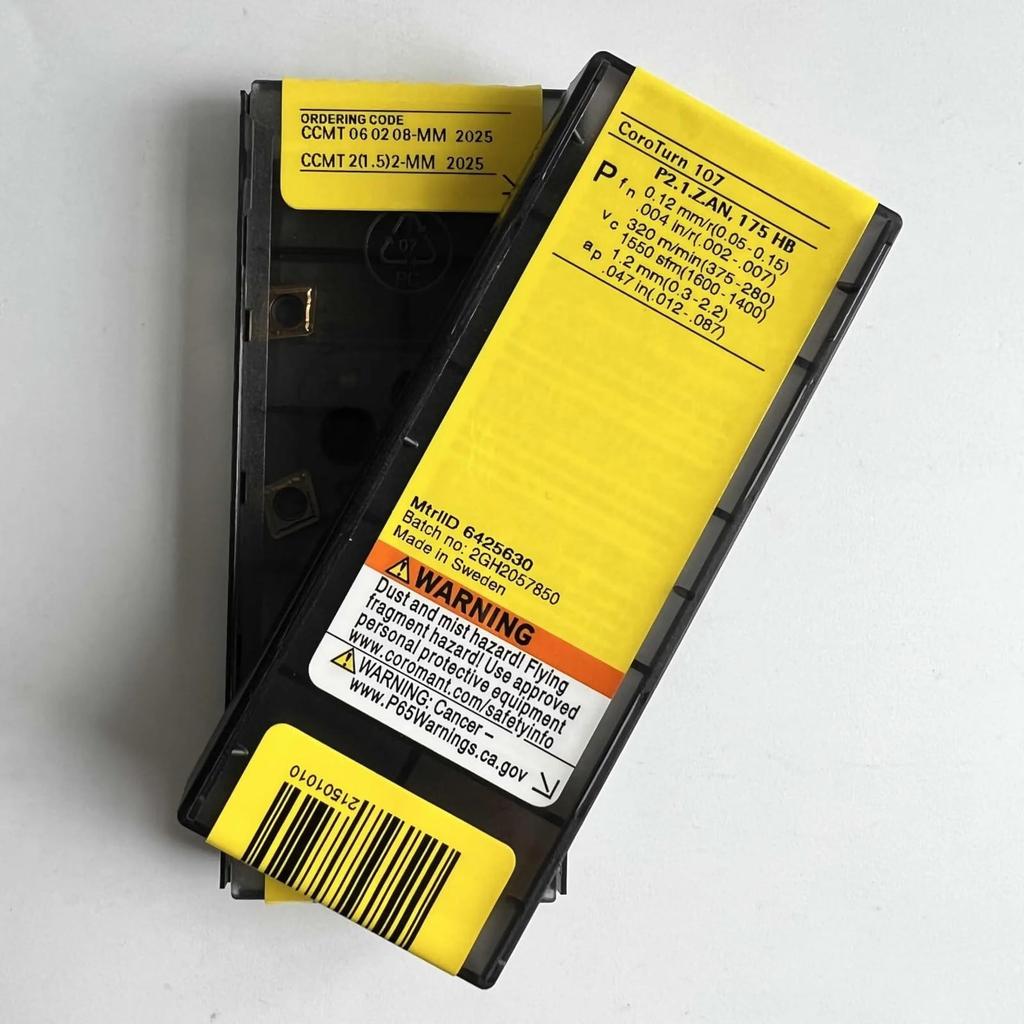 ORDERING CODE
CCMT 06 02 08-MM 2025
CCMT 2(1.5)2-MM 2025
07
PC
CoroTurn 107
P2.1.Z.AN, 175 HB
P fn 0.12 mm/r(0.05-0.15)
.004 in/r(.002-.007)
vc 320 m/min(375-280)
1550 sfm(1600-1400)
ap 1.2 mm(0.3-2.2)
.047 in(.012-.087)
MtrlID 6425630
Batch no: 2GH2057850
Made in Sweden
WARNING
Dust and mist hazard! Flying
fragment hazard! Use approved
personal protective equipment
www.coromant.com/safetyinfo
WARNING: Cancer –
www.P65Warnings.ca.gov
21501010